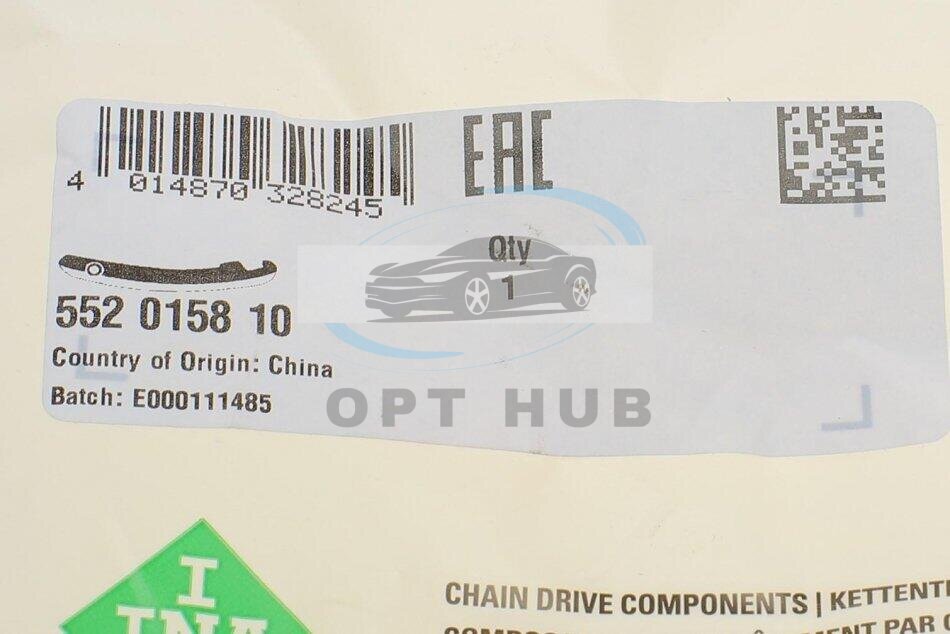 4 014870 328245
EAC
Qty
1
552 0158 10
Country of Origin: China
Batch: E000111485
OPT HUB
I
INA
CHAIN DRIVE COMPONENTS |